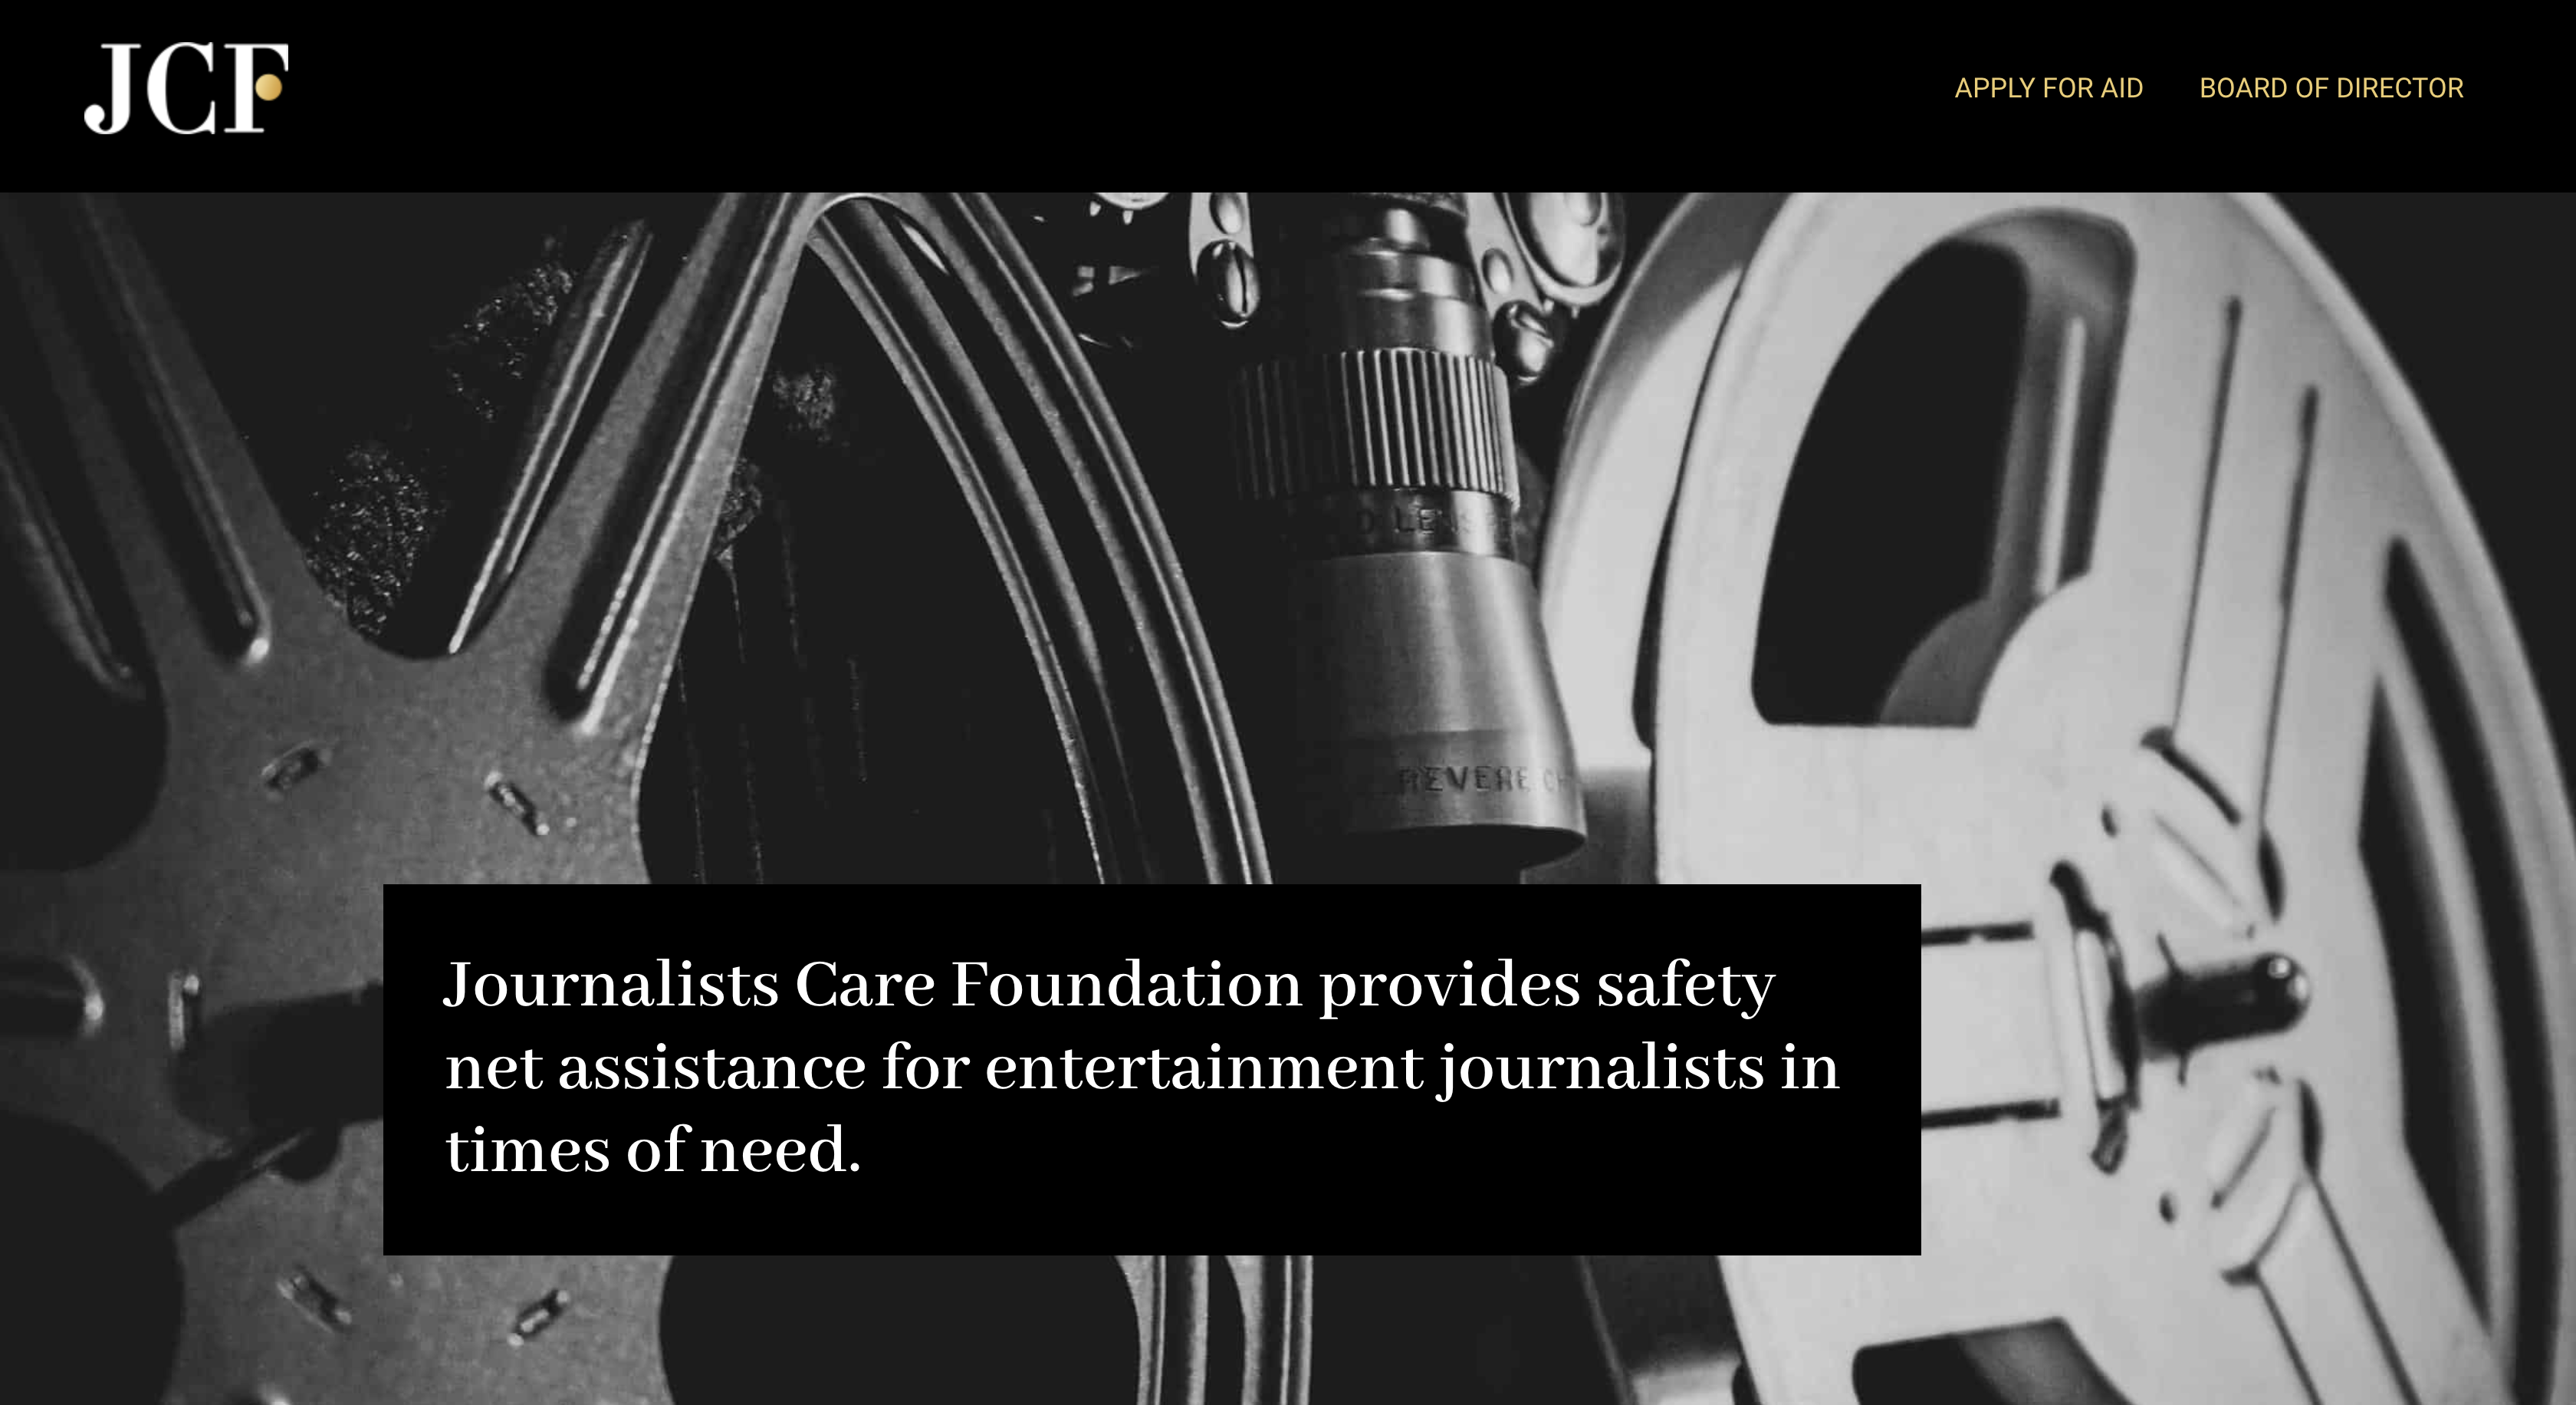 JCF
APPLY FOR AID
BOARD OF DIRECTOR
D LENS
REVERE
Journalists Care Foundation provides safety
net assistance for entertainment journalists in
times of need.